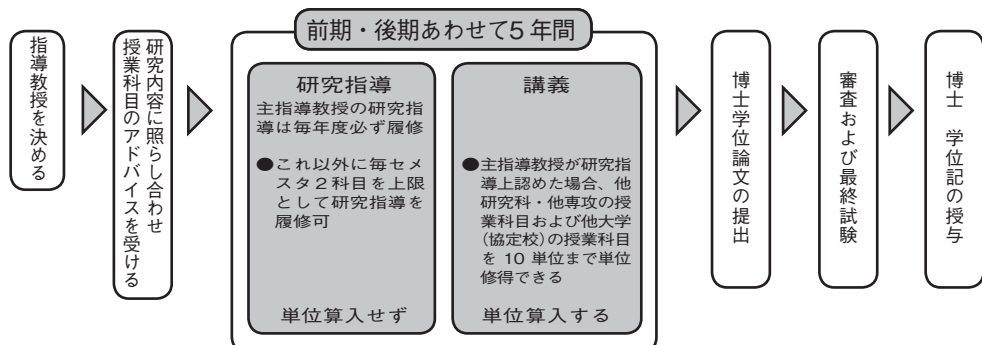 指導教授を決める
研究内容に照らし合わせ
授業科目のアドバイスを受ける
前期・後期あわせて5年間
研究指導
主指導教授の研究指
導は毎年度必ず履修
●これ以外に毎セメ
スタ2科目を上限
として研究指導を
履修可
単位算入せず
講義
●主指導教授が研究指
導上認めた場合、他
研究科・他専攻の授
業科目および他大学
(協定校)の授業科目
を10単位まで単位
修得できる
単位算入する
博士学位論文の提出
審査および最終試験
博士 学位記の授与